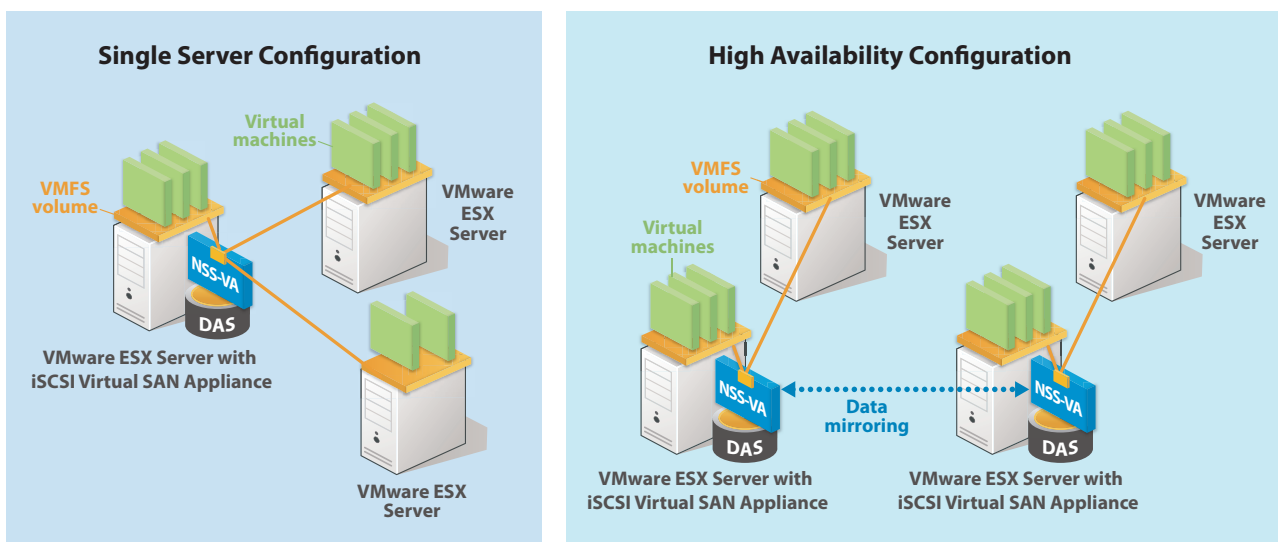 Single Server Configuration
Virtual
machines
VMFS
volume
VMware
ESX
Server
NSS-VA
DAS
VMware ESX Server with
iSCSI Virtual SAN Appliance
VMware ESX
Server
High Availability Configuration
VMFS
volume
VMware
ESX
Server
VMware
ESX
Server
Virtual
machines
NSS-VA
DAS
Data
mirroring
NSS-VA
DAS
VMware ESX Server with
iSCSI Virtual SAN Appliance
VMware ESX Server with
iSCSI Virtual SAN Appliance